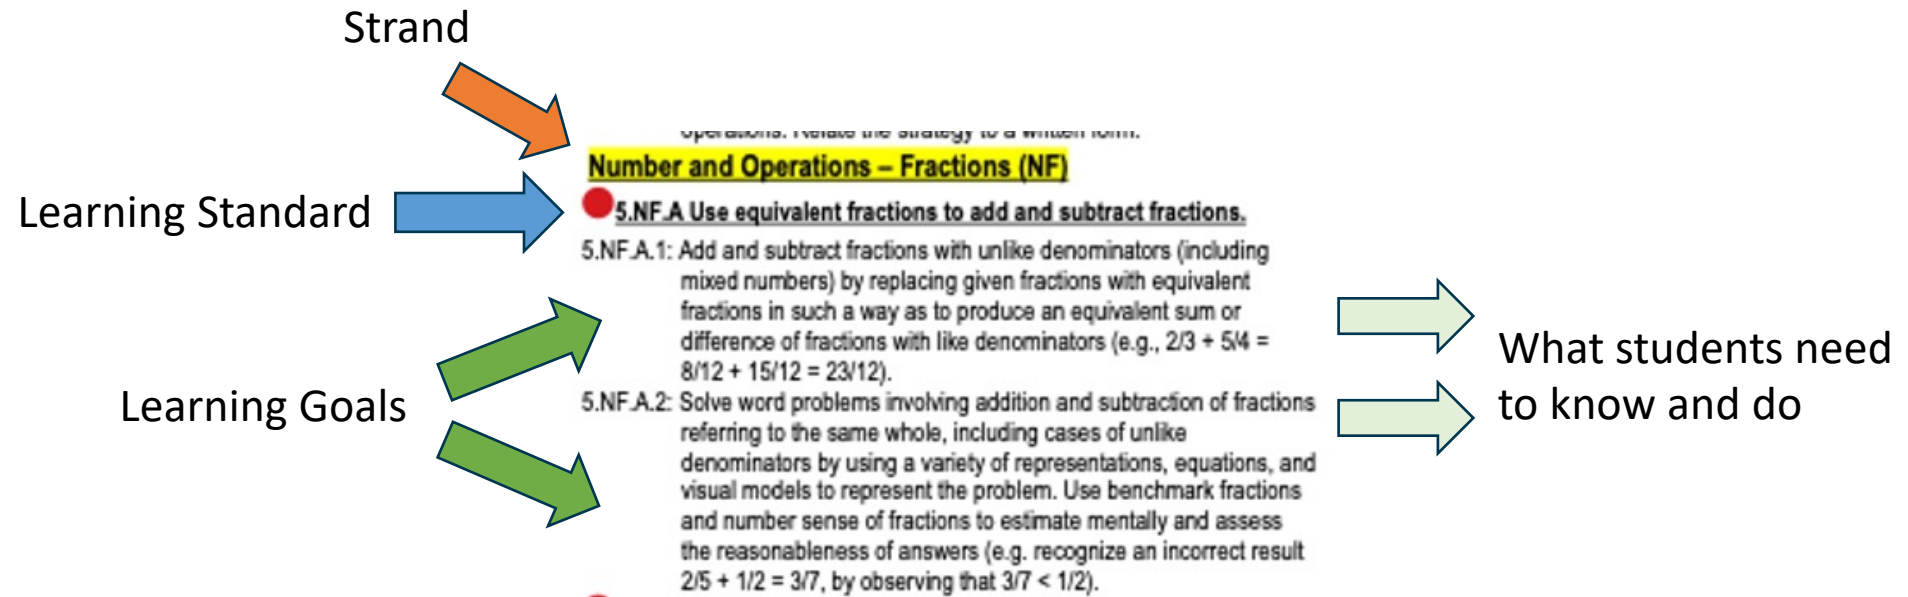 Strand
operations. Relate the strategy to a written form.
Number and Operations – Fractions (NF)
Learning Standard
5.NF.A Use equivalent fractions to add and subtract fractions.
5.NF.A.1: Add and subtract fractions with unlike denominators (including
mixed numbers) by replacing given fractions with equivalent
fractions in such a way as to produce an equivalent sum or
difference of fractions with like denominators (e.g., 2/3 + 5/4 =
8/12 + 15/12 = 23/12).
Learning Goals
5.NF.A.2: Solve word problems involving addition and subtraction of fractions
referring to the same whole, including cases of unlike
denominators by using a variety of representations, equations, and
visual models to represent the problem. Use benchmark fractions
and number sense of fractions to estimate mentally and assess
the reasonableness of answers (e.g. recognize an incorrect result
2/5 + 1/2 = 3/7, by observing that 3/7 < 1/2).
What students need
to know and do